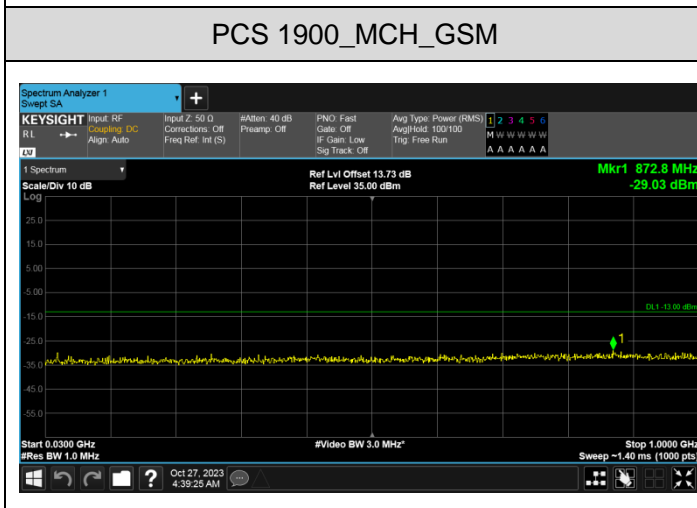 PCS 1900_MCH_GSM
Spectrum Analyzer 1
Swept SA
+
KEYSIGHT
RL
LXI
Input: RF
Coupling: DC
Align: Auto
Input Z: 50 Ω
Corrections: Off
Freq Ref: Int (S)
#Atten: 40 dB
Preamp: Off
PNO: Fast
Gate: Off
IF Gain: Low
Sig Track: Off
Avg Type: Power (RMS)
Avg|Hold: 100/100
Trig: Free Run
1 2 3 4 5 6
M W W W W W
A A A A A A
1 Spectrum
Scale/Div 10 dB
Log
Ref Lvl Offset 13.73 dB
Ref Level 35.00 dBm
Mkr1 872.8 MHz
-29.03 dBm
25.0
15.0
5.00
-5.00
DL1 -13.00 dBm
-15.0
1
-25.0
-35.0
-45.0
-55.0
Start 0.0300 GHz
#Res BW 1.0 MHz
#Video BW 3.0 MHz*
Stop 1.0000 GHz
Sweep ~1.40 ms (1000 pts)
?
Oct 27, 2023
4:39:25 AM